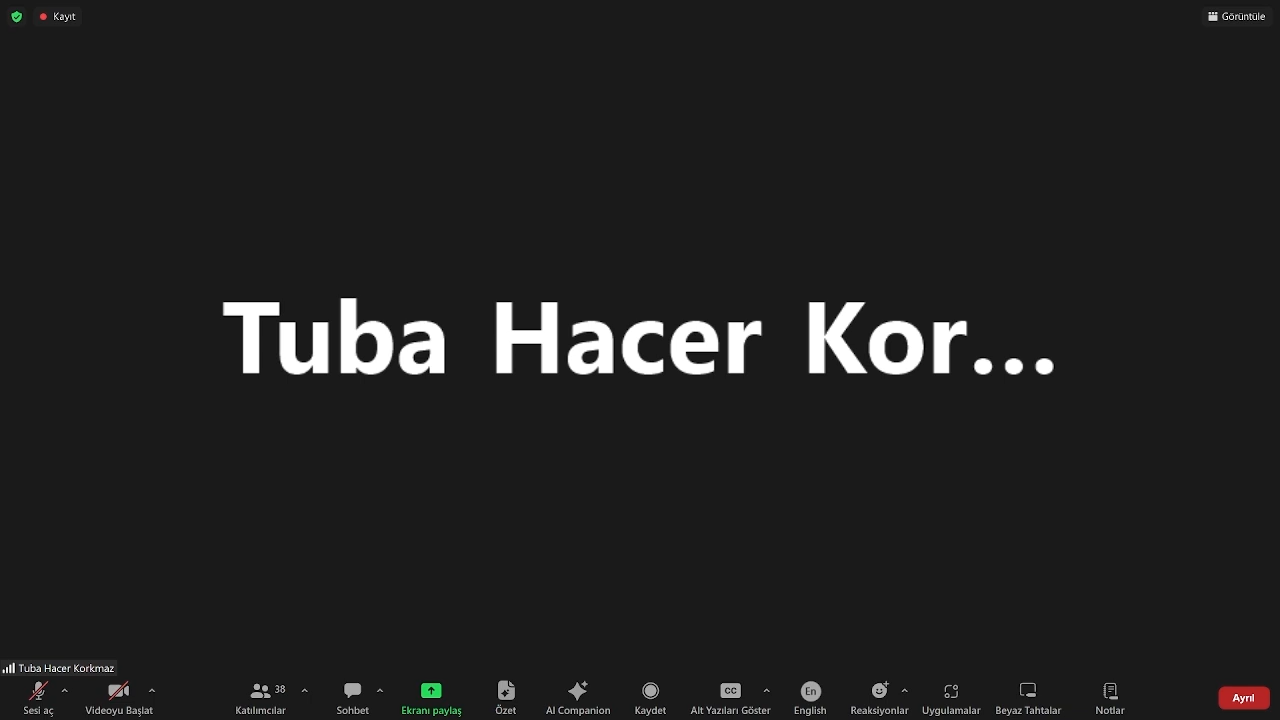 Kayıt
Görüntüle
Tuba Hacer Kor...
Tuba Hacer Korkmaz
Sesi aç
Videoyu Başlat
38
Katılımcılar
Sohbet
Ekranı paylaş
Özet
AI Companion
Kaydet
CC
Alt Yazıları Göster
En
English
Reaksiyonlar
Uygulamalar
Beyaz Tahtalar
Notlar
Ayrıl